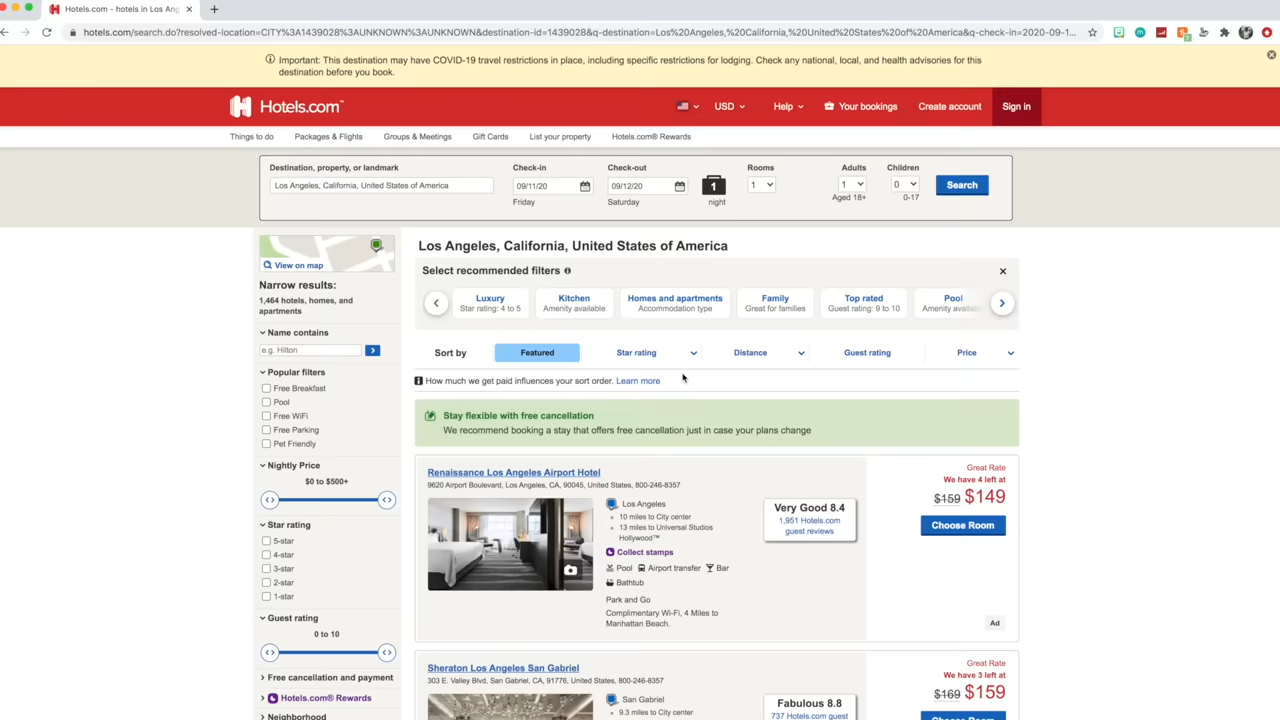 Hotels.com - hotels in Los Ang
hotels.com/search.do?resolved-location=CITY%3A1439028%3AUNKNOWN%3AUNKNOWN&destination-id=1439028&q-destination=Los%20Angeles,%20California,%20United%20States%20of%20America&q-check-in=2020-09-1...
Important: This destination may have COVID-19 travel restrictions in place, including specific restrictions for lodging. Check any national, local, and health advisories for this
destination before you book.
Hotels.com
USD Help Your bookings Create account Sign in
Things to do Packages & Flights Groups & Meetings Gift Cards List your property Hotels.com® Rewards
Destination, property, or landmark Check-in Check-out Rooms Adults Children
Los Angeles, California, United States of America 09/11/20 09/12/20 1 1 1 0 Search
Friday Saturday night Aged 18+ 0-17
View on map
Narrow results:
1,464 hotels, homes, and
apartments
Name contains
e.g. Hilton
Popular filters
Free Breakfast
Pool
Free WiFi
Free Parking
Pet Friendly
Nightly Price
$0 to $500+
Star rating
5-star
4-star
3-star
2-star
1-star
Guest rating
0 to 10
Free cancellation and payment
Hotels.com® Rewards
Neighborhood
Los Angeles, California, United States of America
Select recommended filters
Luxury Kitchen Homes and apartments Family Top rated Pool
Star rating: 4 to 5 Amenity available Accommodation type Great for families Guest rating: 9 to 10 Amenity available
Sort by Featured Star rating Distance Guest rating Price
How much we get paid influences your sort order. Learn more
Stay flexible with free cancellation
We recommend booking a stay that offers free cancellation just in case your plans change
Renaissance Los Angeles Airport Hotel
9620 Airport Boulevard, Los Angeles, CA, 90045, United States, 800-246-8357
Los Angeles
10 miles to City center
13 miles to Universal Studios
Hollywood™
Collect stamps
Pool Airport transfer Bar
Bathtub
Park and Go
Complimentary Wi-Fi, 4 Miles to
Manhattan Beach.
Very Good 8.4
1,951 Hotels.com
guest reviews
Great Rate
We have 4 left at
$159 $149
Choose Room
Ad
Sheraton Los Angeles San Gabriel
303 E. Valley Blvd, San Gabriel, CA, 91776, United States, 800-246-8357
San Gabriel
9.3 miles to City center
Fabulous 8.8
737 Hotels.com guest
Great Rate
We have 3 left at
$169 $159
Choose Room